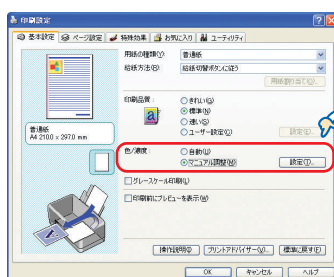 印刷設定
基本設定 ページ設定 特殊効果 お気に入り ユーティリティ
用紙の種類(Y): 普通紙
給紙方法(P): 給紙切替ボタンに従う
用紙割り当て(G)...
印刷品質: きれい(G)
標準(N)
速い(S)
ユーザー設定(C) 設定(T)...
普通紙
A4 210.0 x 297.0 mm
色/濃度: 自動(U)
マニュアル調整(M) 設定(T)...
グレースケール印刷(L)
印刷前にプレビューを表示(W)
操作説明(I) プリントアドバイザー(V)... 標準に戻す(F)
OK キャンセル ヘルプ